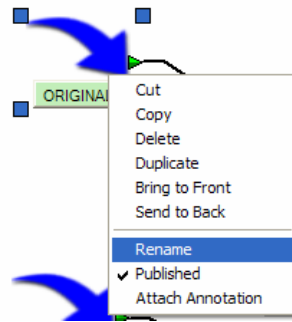 ORIGINAL
Cut
Copy
Delete
Duplicate
Bring to Front
Send to Back
Rename
Published
Attach Annotation